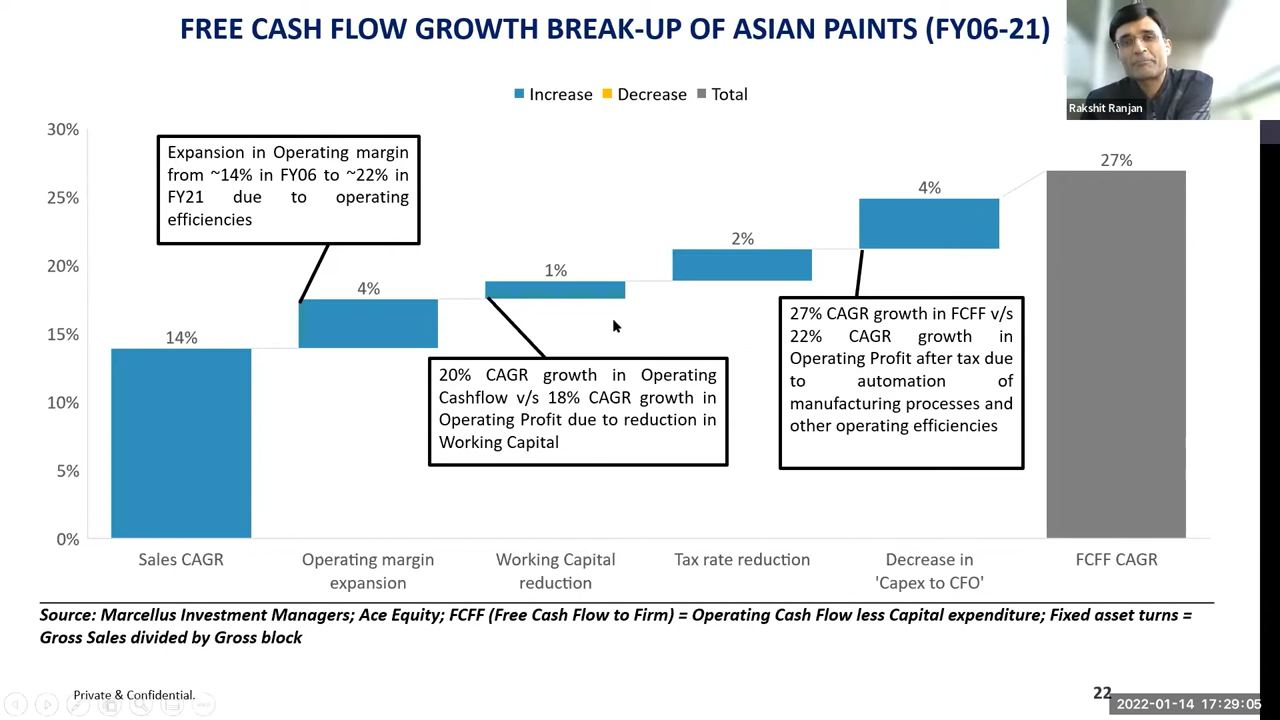 FREE CASH FLOW GROWTH BREAK-UP OF ASIAN PAINTS (FY06-21)
Rakshit Ranjan
Increase Decrease Total
30%
25%
20%
15%
10%
5%
0%
Expansion in Operating margin
from ~14% in FY06 to ~22% in
FY21 due to operating
efficiencies
14%
4%
1%
2%
4%
27%
20% CAGR growth in Operating
Cashflow v/s 18% CAGR growth in
Operating Profit due to reduction in
Working Capital
27% CAGR growth in FCFF v/s
22% CAGR growth in
Operating Profit after tax due
to automation of
manufacturing processes and
other operating efficiencies
Sales CAGR
Operating margin
expansion
Working Capital
reduction
Tax rate reduction
Decrease in
'Capex to CFO'
FCFF CAGR
Source: Marcellus Investment Managers; Ace Equity; FCFF (Free Cash Flow to Firm) = Operating Cash Flow less Capital expenditure; Fixed asset turns =
Gross Sales divided by Gross block
Private & Confidential.
22
2022-01-14 17:29:05